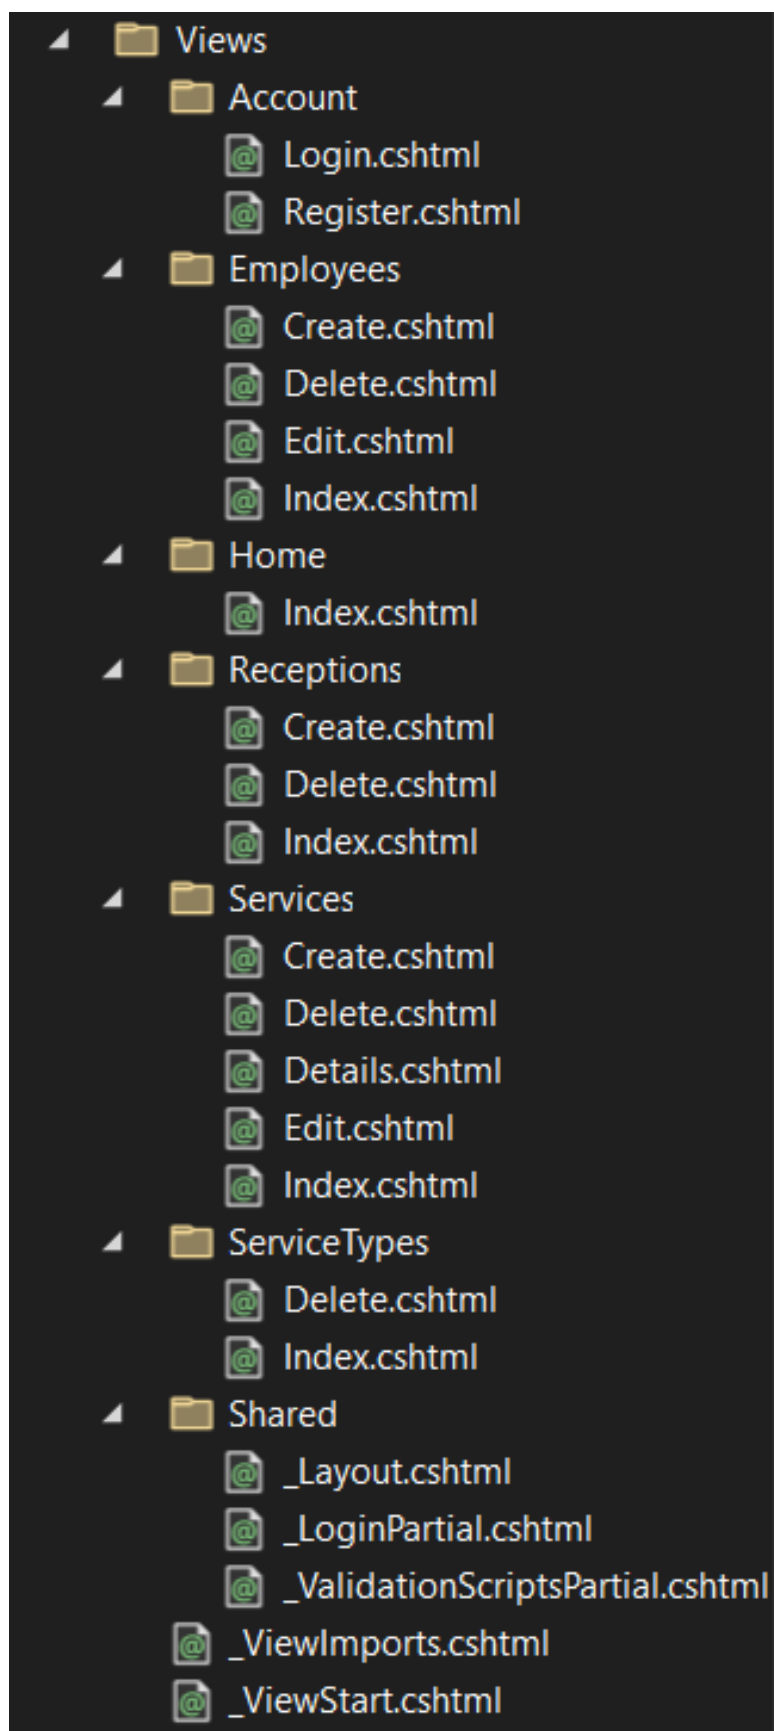 Views
Account
Login.cshtml
Register.cshtml
Employees
Create.cshtml
Delete.cshtml
Edit.cshtml
Index.cshtml
Home
Index.cshtml
Receptions
Create.cshtml
Delete.cshtml
Index.cshtml
Services
Create.cshtml
Delete.cshtml
Details.cshtml
Edit.cshtml
Index.cshtml
ServiceTypes
Delete.cshtml
Index.cshtml
Shared
_Layout.cshtml
_LoginPartial.cshtml
_ValidationScriptsPartial.cshtml
_ViewImports.cshtml
_ViewStart.cshtml